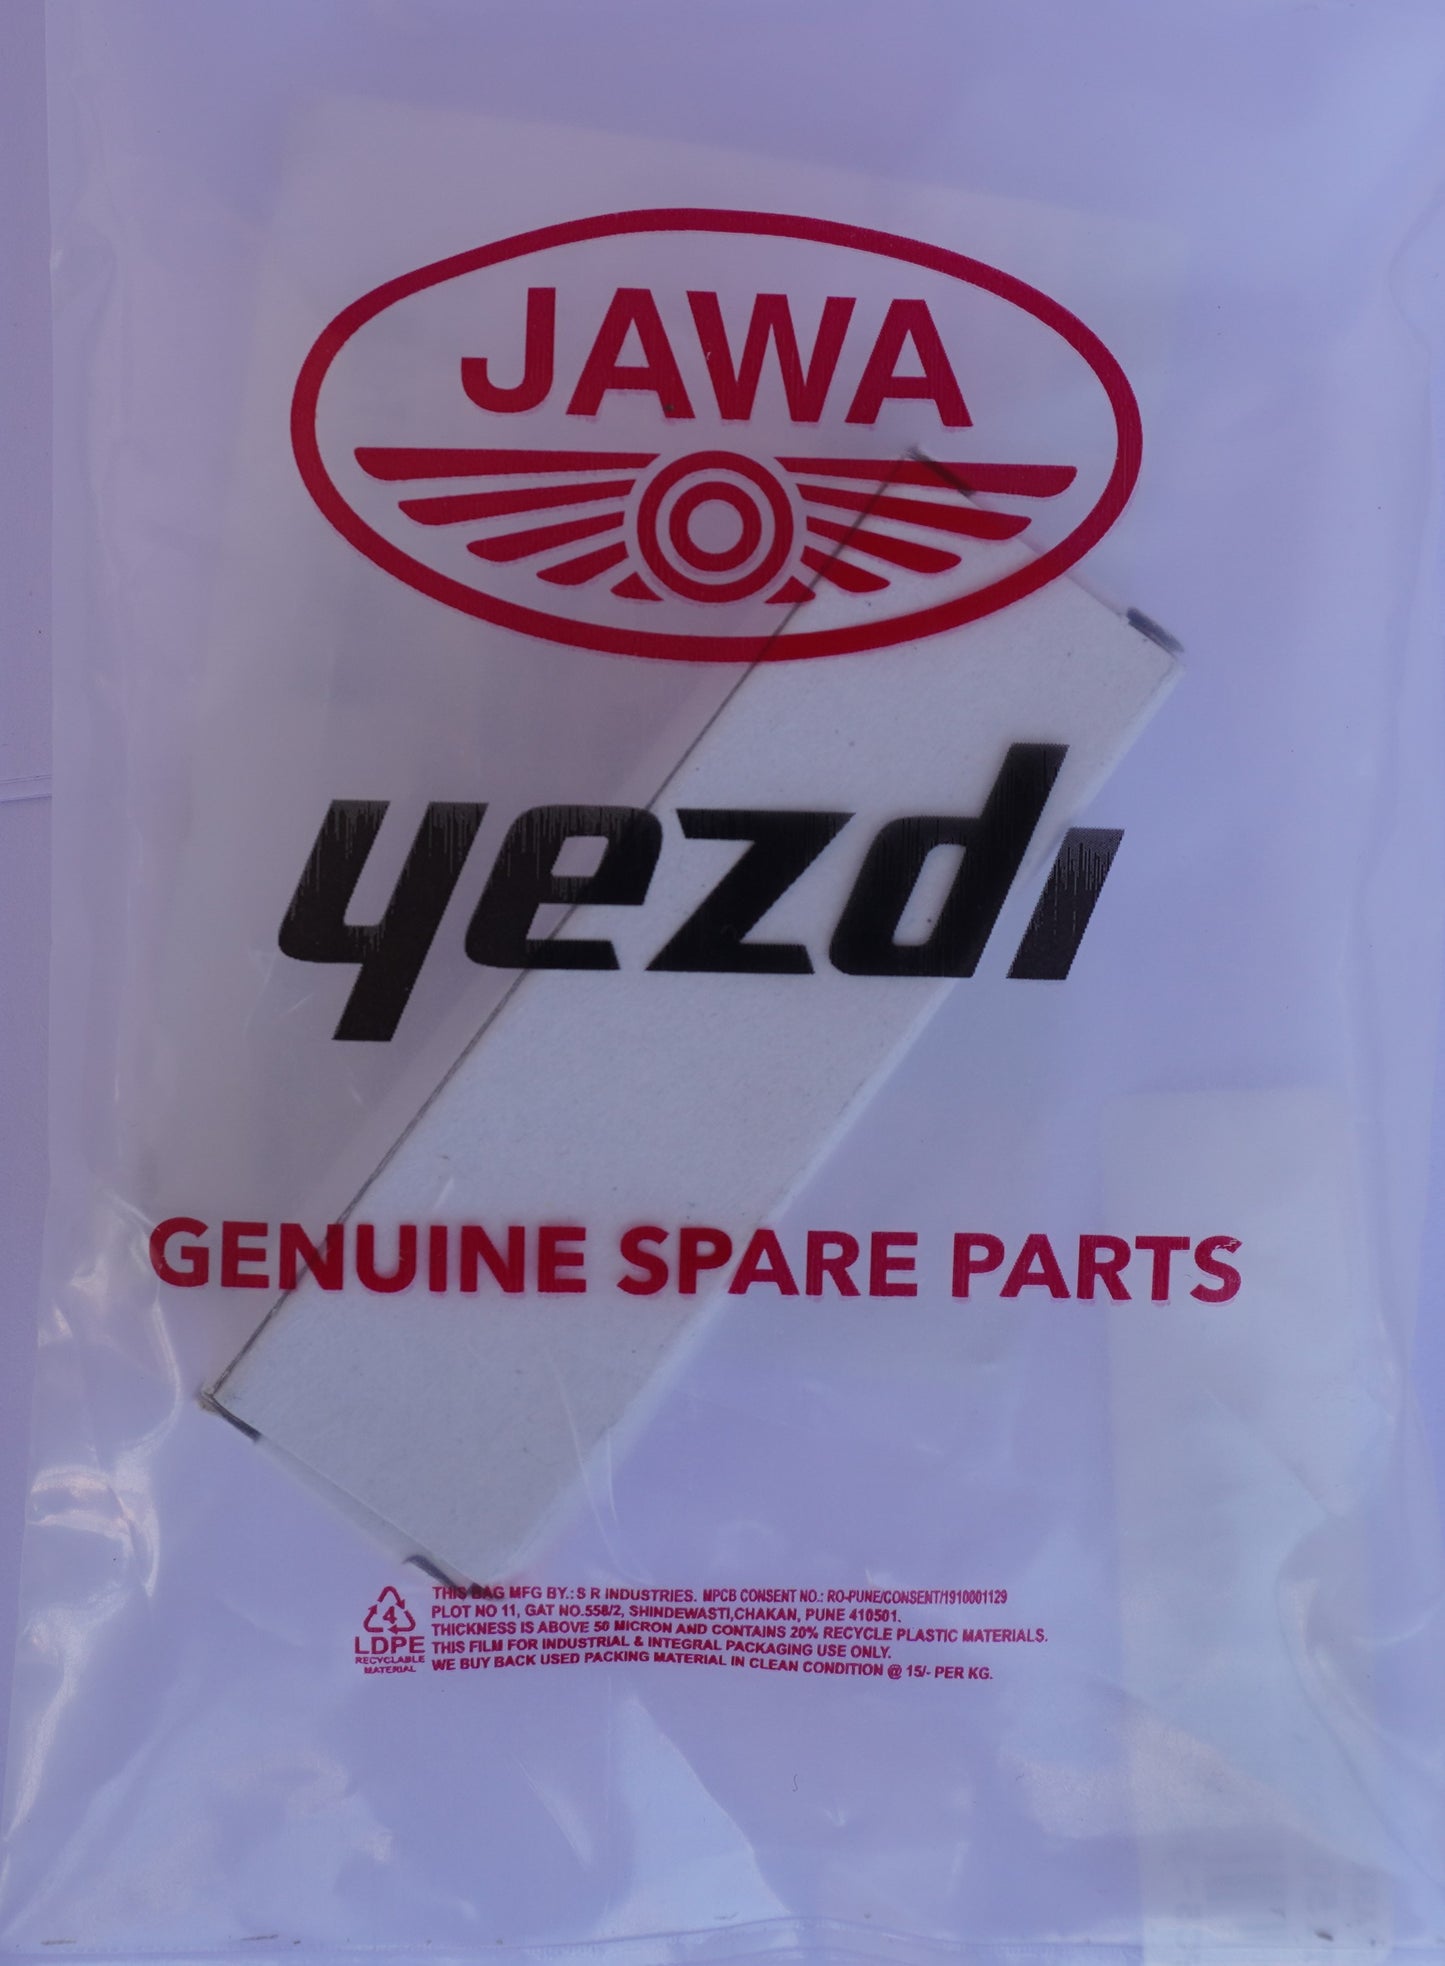 JAWA
yezdi
GENUINE SPARE PARTS
THIS BAG MFG BY.: S R INDUSTRIES. MPCB CONSENT NO.: RO-PUNE/CONSENT/1910001129
PLOT NO 11, GAT NO.558/2, SHINDEWASTI,CHAKAN, PUNE 410501.
THICKNESS IS ABOVE 50 MICRON AND CONTAINS 20% RECYCLE PLASTIC MATERIALS.
THIS FILM FOR INDUSTRIAL & INTEGRAL PACKAGING USE ONLY.
WE BUY BACK USED PACKING MATERIAL IN CLEAN CONDITION @ 15/- PER KG.
4
LDPE
RECYCLABLE
MATERIAL